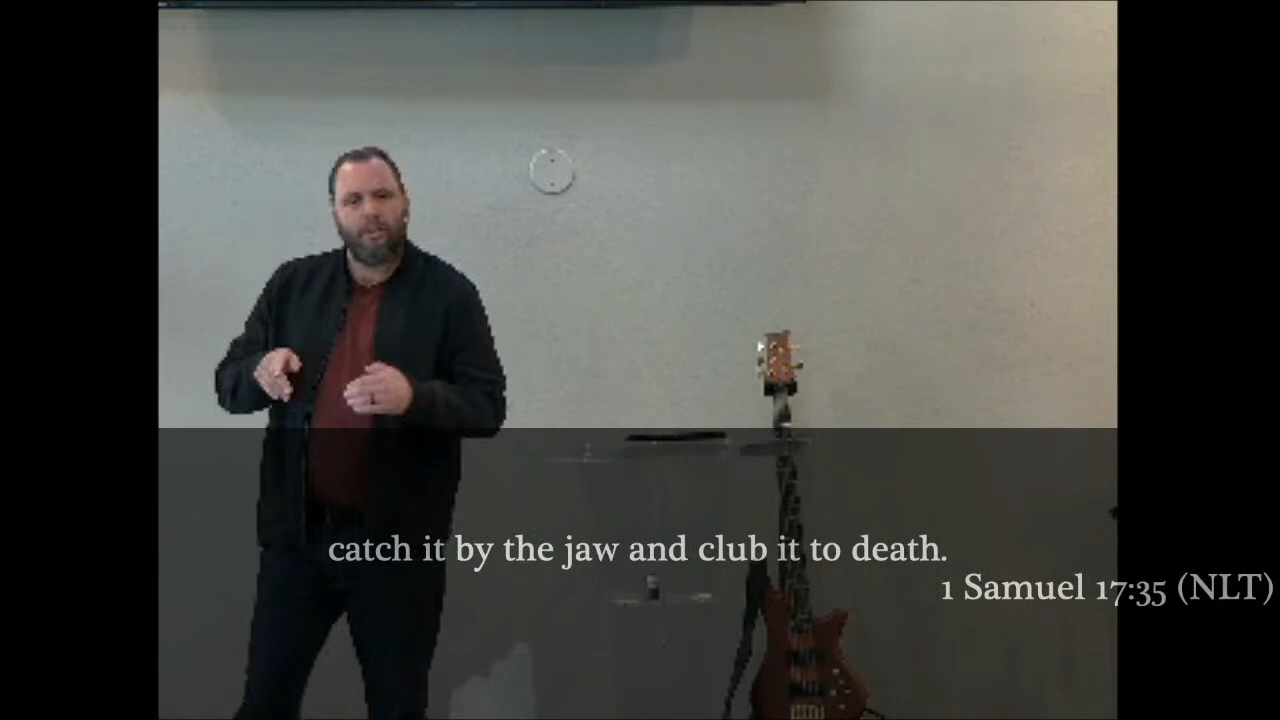 catch it by the jaw and club it to death.
1 Samuel 17:35 (NLT)